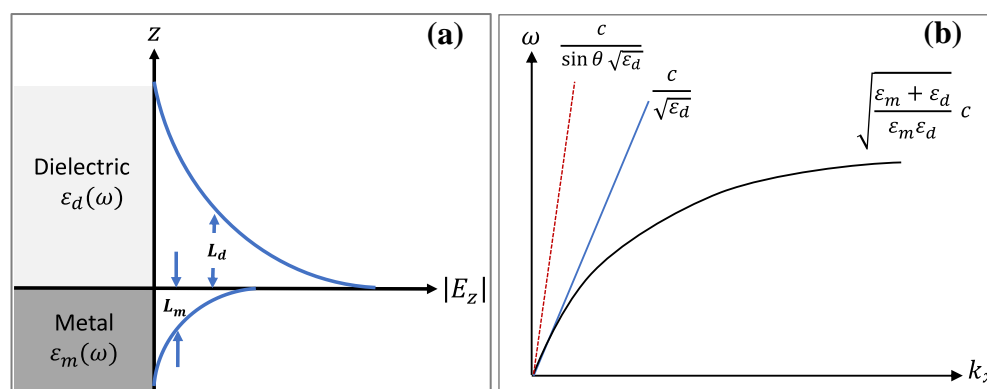 z
(a)
Dielectric
ε_d(ω)
L_d
|E_z|
L_m
Metal
ε_m(ω)
(b)
ω
c / (sin θ √ε_d)
c / √ε_d
√((ε_m + ε_d) / (ε_m ε_d)) c